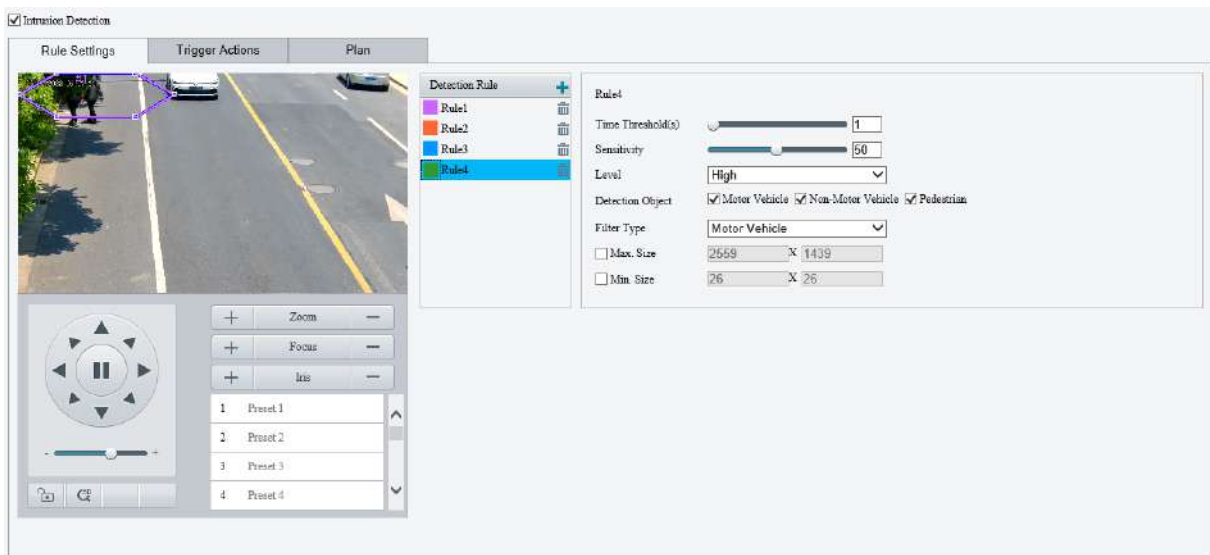 Intrusion Detection
Rule Settings Trigger Actions Plan
Detection Rule
Rule1
Rule2
Rule3
Rule4
Rule4
Time Threshold(s) 1
Sensitivity 50
Level High
Detection Object Motor Vehicle Non-Motor Vehicle Pedestrian
Filter Type Motor Vehicle
Max. Size 2559 X 1439
Min. Size 26 X 26
+ Zoom −
+ Focus −
+ Iris −
1 Preset 1
2 Preset 2
3 Preset 3
4 Preset 4
- +